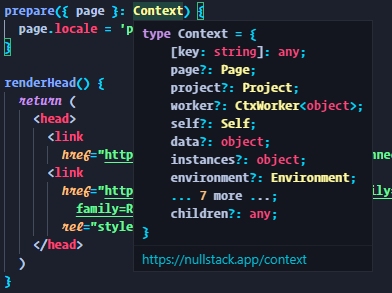 prepare({ page }: Context) {
page.locale = 'p
}
type Context = {
[key: string]: any;
page?: Page;
project?: Project;
worker?: CtxWorker<object>;
self?: Self;
data?: object;
instances?: object;
environment?: Environment;
... 7 more ...;
children?: any;
}
https://nullstack.app/context
renderHead() {
return (
<head>
<link
href="http
<link
href="http
family=R
rel="style
</head>
)
}
family=